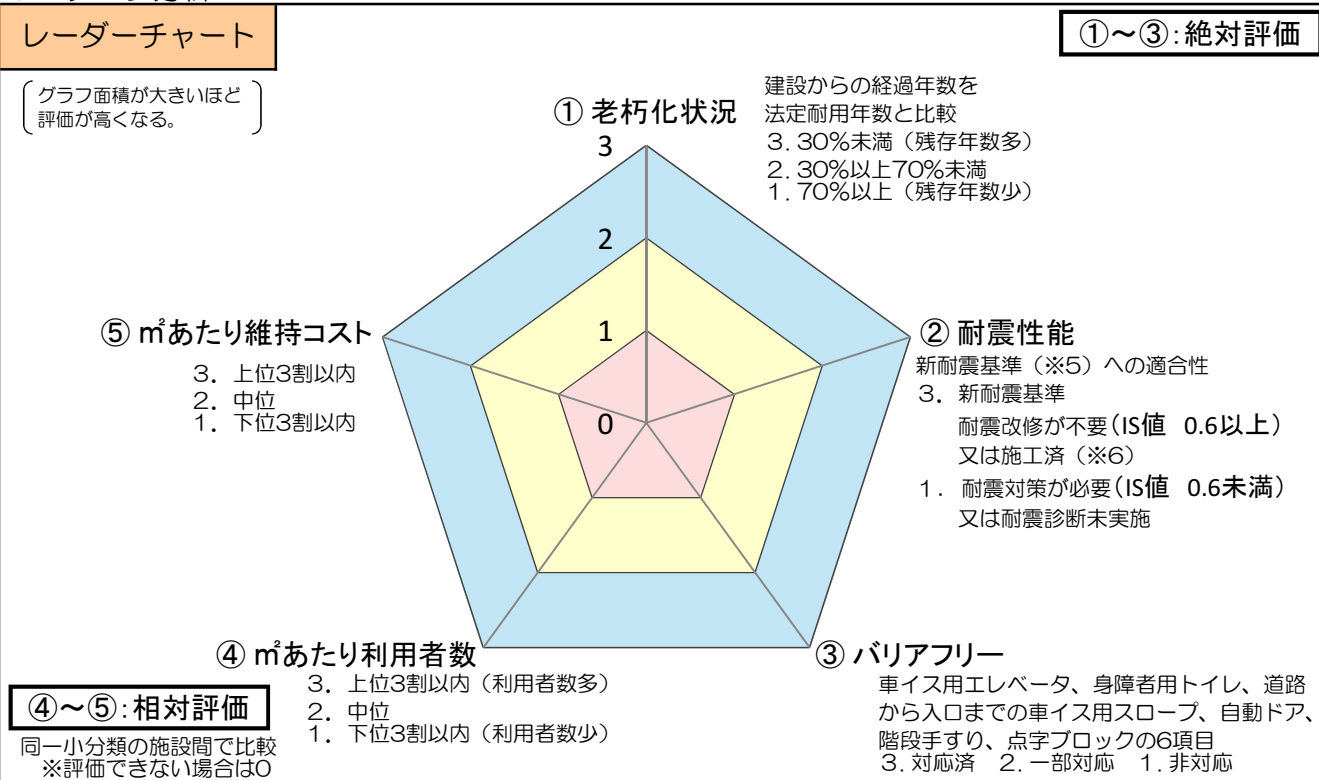 レーダーチャート
①～③:絶対評価
グラフ面積が大きいほど
評価が高くなる。
① 老朽化状況
建設からの経過年数を
法定耐用年数と比較
３.30%未満（残存年数多）
２.30%以上70%未満
１.70%以上（残存年数少）
3
2
1
0
② 耐震性能
新耐震基準（※5）への適合性
３．新耐震基準
耐震改修が不要(IS値 0.6以上)
又は施工済（※6）
１．耐震対策が必要(IS値 0.6未満)
又は耐震診断未実施
⑤ ㎡あたり維持コスト
３．上位3割以内
２．中位
１．下位3割以内
④ ㎡あたり利用者数
３．上位3割以内（利用者数多）
２．中位
１．下位3割以内（利用者数少）
③ バリアフリー
車イス用エレベータ、身障者用トイレ、道路
から入口までの車イス用スロープ、自動ドア、
階段手すり、点字ブロックの6項目
３.対応済 ２.一部対応 １.非対応
④～⑤:相対評価
同一小分類の施設間で比較
※評価できない場合は0